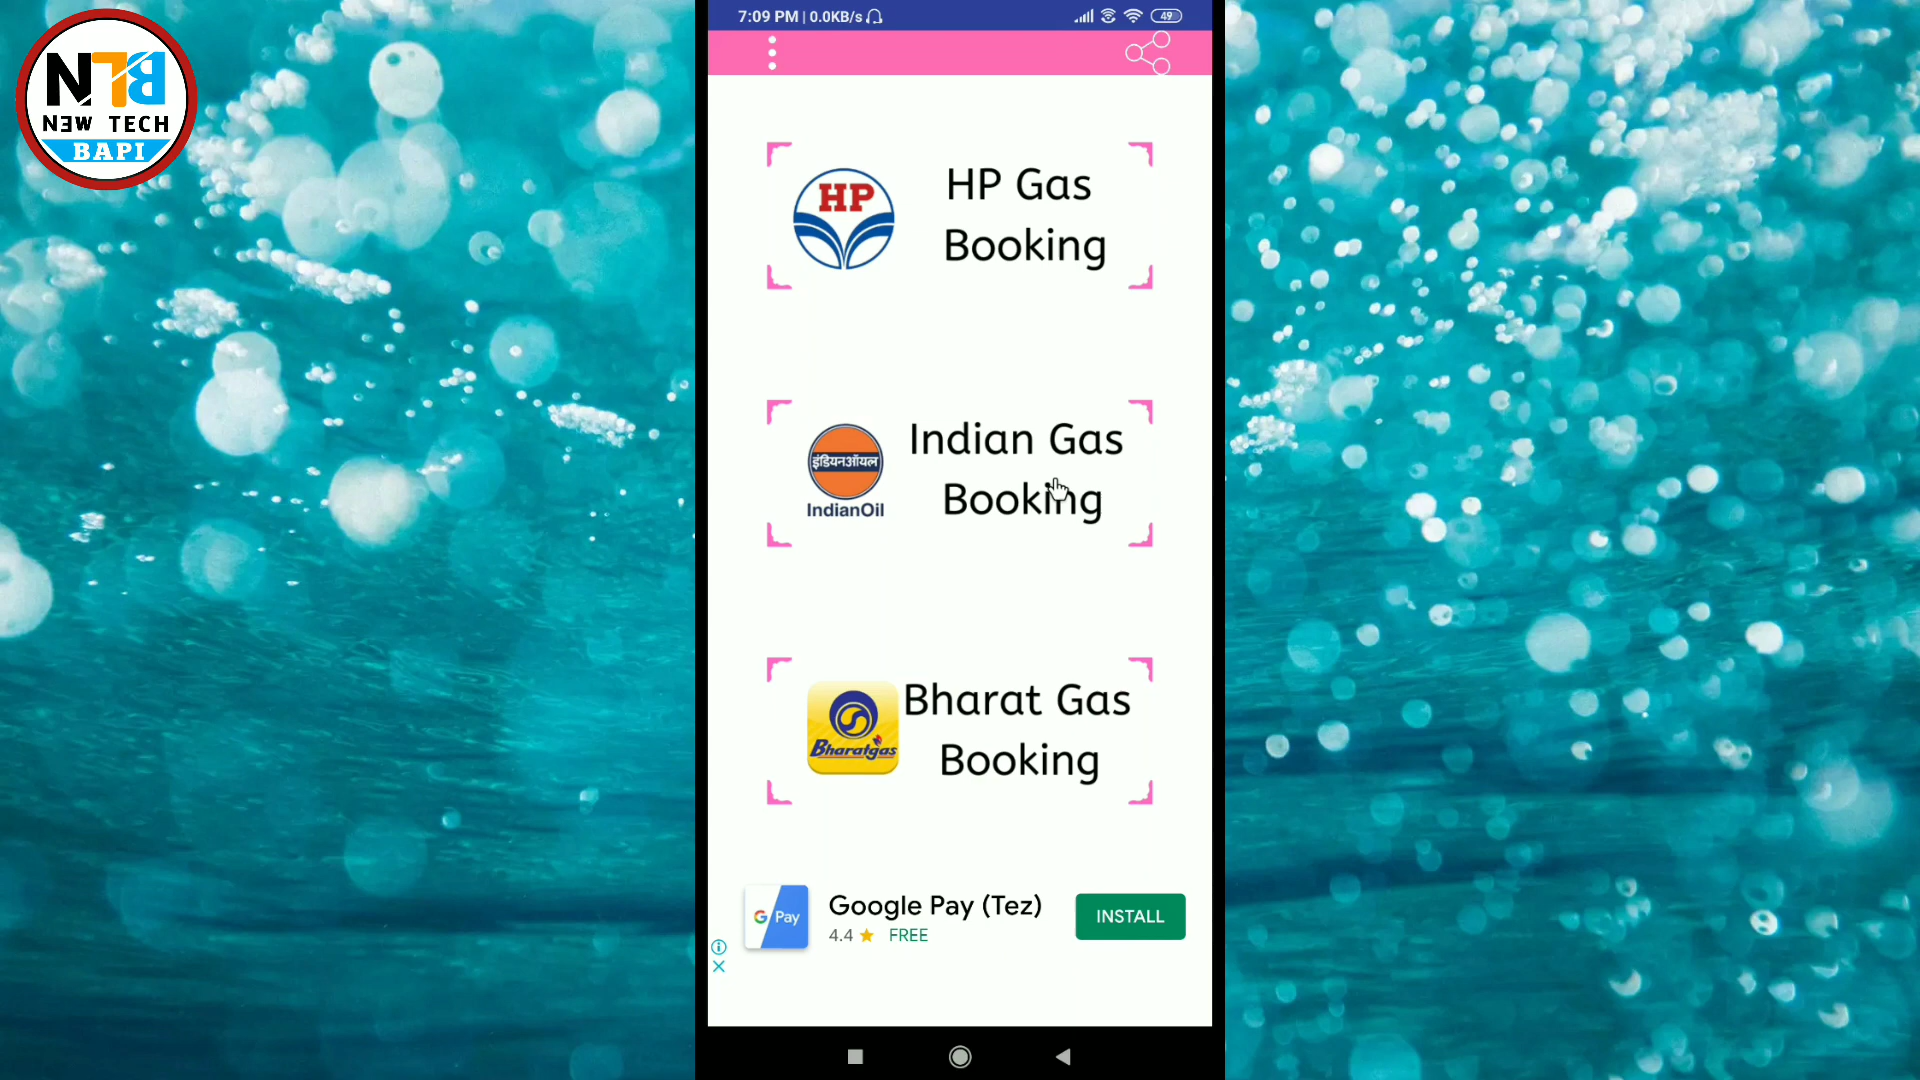 NTB
NEW TECH
BAPI
7:09 PM | 0.0KB/s
49
HP
HP Gas
Booking
इंडियनऑयल
IndianOil
Indian Gas
Booking
Bharatgas
Bharat Gas
Booking
G Pay
Google Pay (Tez)
4.4 ★ FREE
INSTALL